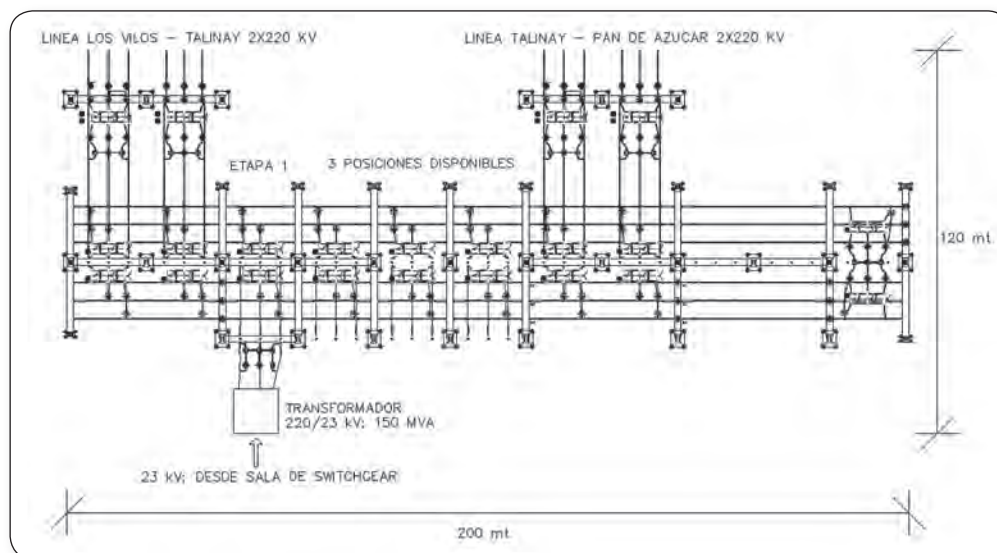 LINEA LOS VILOS – TALINAY 2X220 KV
LINEA TALINAY – PAN DE AZUCAR 2X220 KV
ETAPA 1
3 POSICIONES DISPONIBLES
120 mt.
TRANSFORMADOR
220/23 kV; 150 MVA
23 kV; DESDE SALA DE SWITCHGEAR
200 mt.